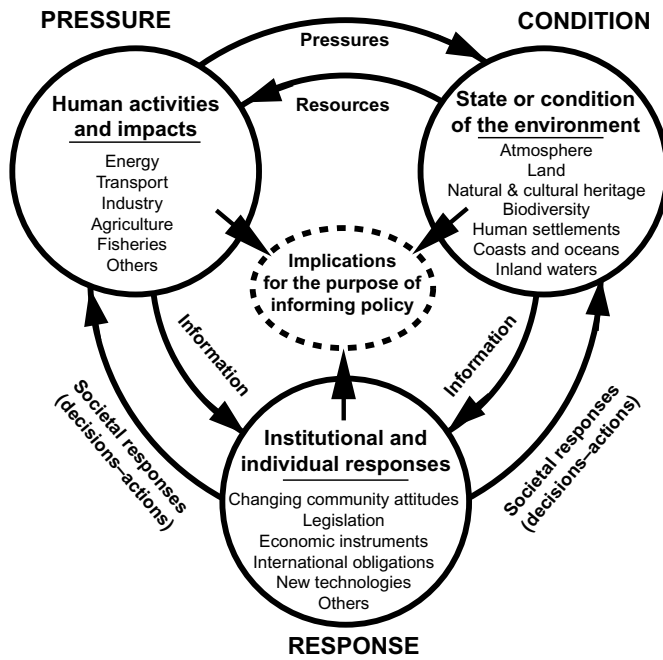 PRESSURE
CONDITION
Pressures
Resources
Human activities
and impacts
Energy
Transport
Industry
Agriculture
Fisheries
Others
State or condition
of the environment
Atmosphere
Land
Natural & cultural heritage
Biodiversity
Human settlements
Coasts and oceans
Inland waters
Implications
for the purpose of
informing policy
Information
Information
Societal responses
(decisions–actions)
Societal responses
(decisions–actions)
Institutional and
individual responses
Changing community attitudes
Legislation
Economic instruments
International obligations
New technologies
Others
RESPONSE